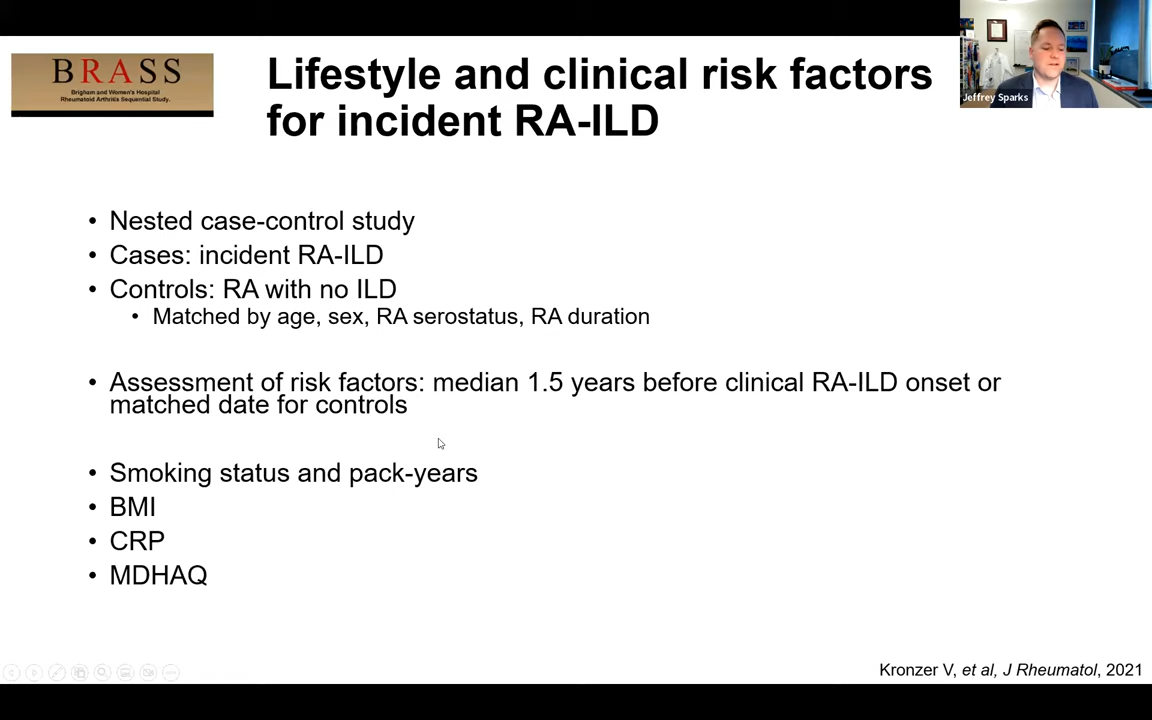 BRASS
Brigham and Women's Hospital
Rheumatoid Arthritis Sequential Study.
Lifestyle and clinical risk factors
for incident RA-ILD
Jeffrey Sparks
• Nested case-control study
• Cases: incident RA-ILD
• Controls: RA with no ILD
• Matched by age, sex, RA serostatus, RA duration
• Assessment of risk factors: median 1.5 years before clinical RA-ILD onset or
matched date for controls
• Smoking status and pack-years
• BMI
• CRP
• MDHAQ
Kronzer V, et al, J Rheumatol, 2021